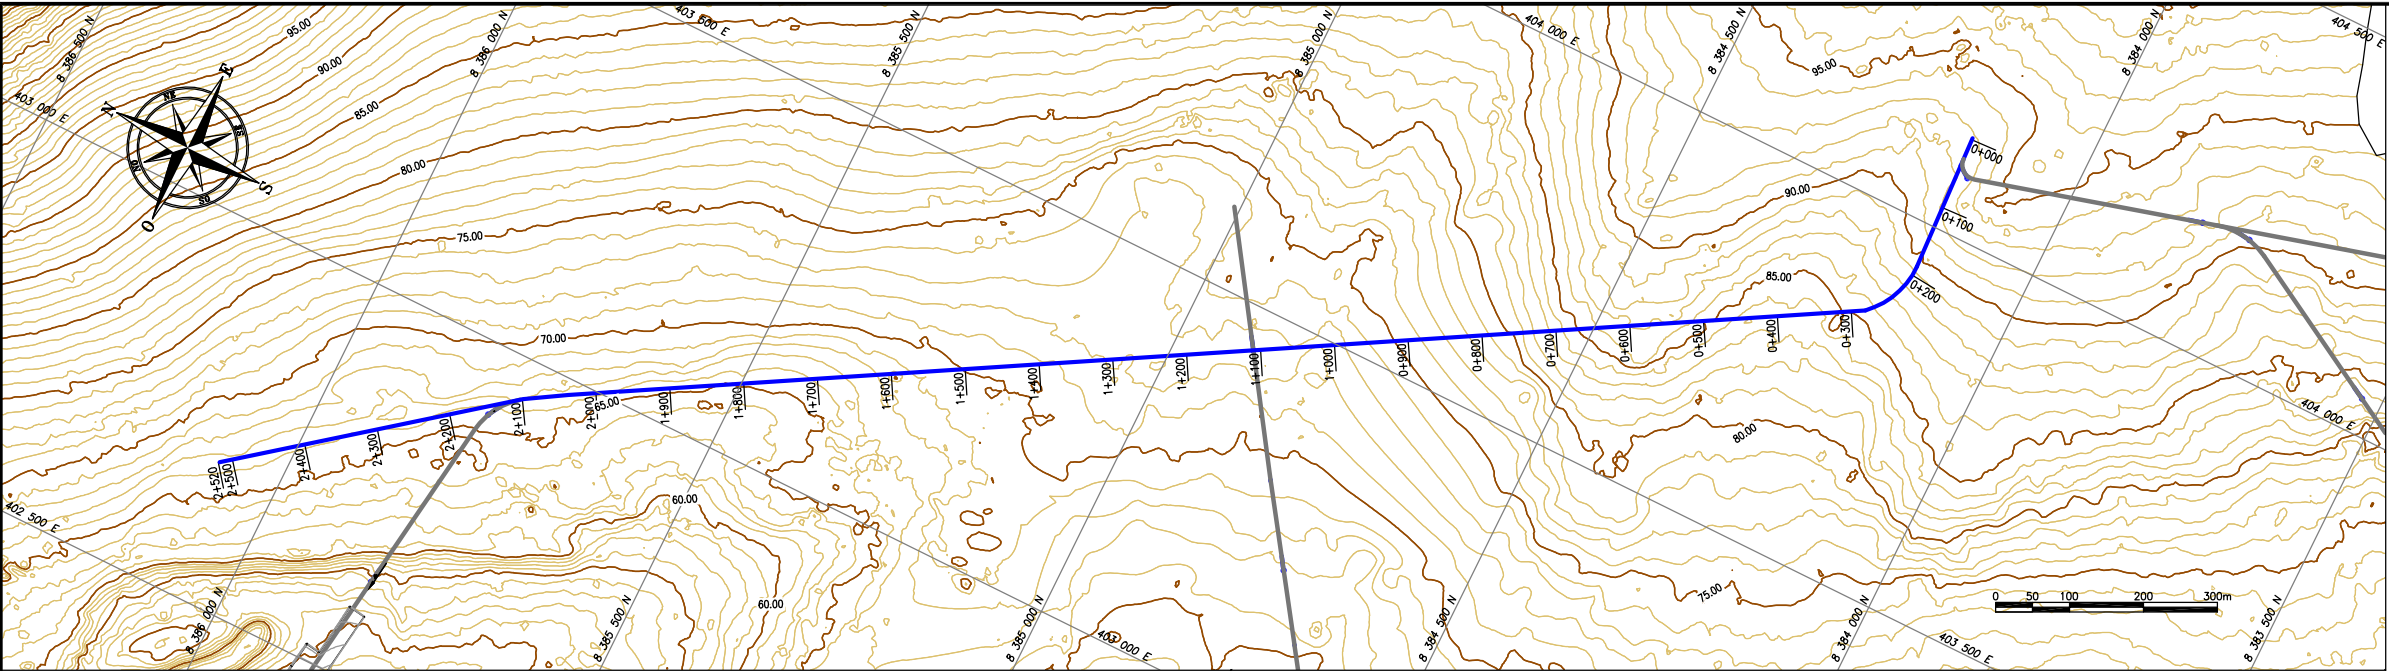 8 386 500 N
95.00
90.00
85.00
80.00
75.00
70.00
403 000 E
N
NE
E
SE
S
SO
O
NO
8 386 000 N
403 600 E
8 385 500 N
8 385 000 N
404 000 E
8 384 500 N
95.00
8 384 000 N
404 500 E
90.00
85.00
80.00
75.00
0+000
0+100
0+200
0+300
0+400
0+500
0+600
0+700
0+800
0+900
1+000
1+100
1+200
1+300
1+400
1+500
1+600
1+700
1+800
1+900
2+000
65.00
2+100
2+200
2+300
2+400
2+500
2+520
60.00
60.00
402 500 E
8 386 000 N
8 385 500 N
8 385 000 N
403 000 E
8 384 500 N
8 384 000 N
403 500 E
8 383 500 N
404 000 E
0 50 100 200 300m